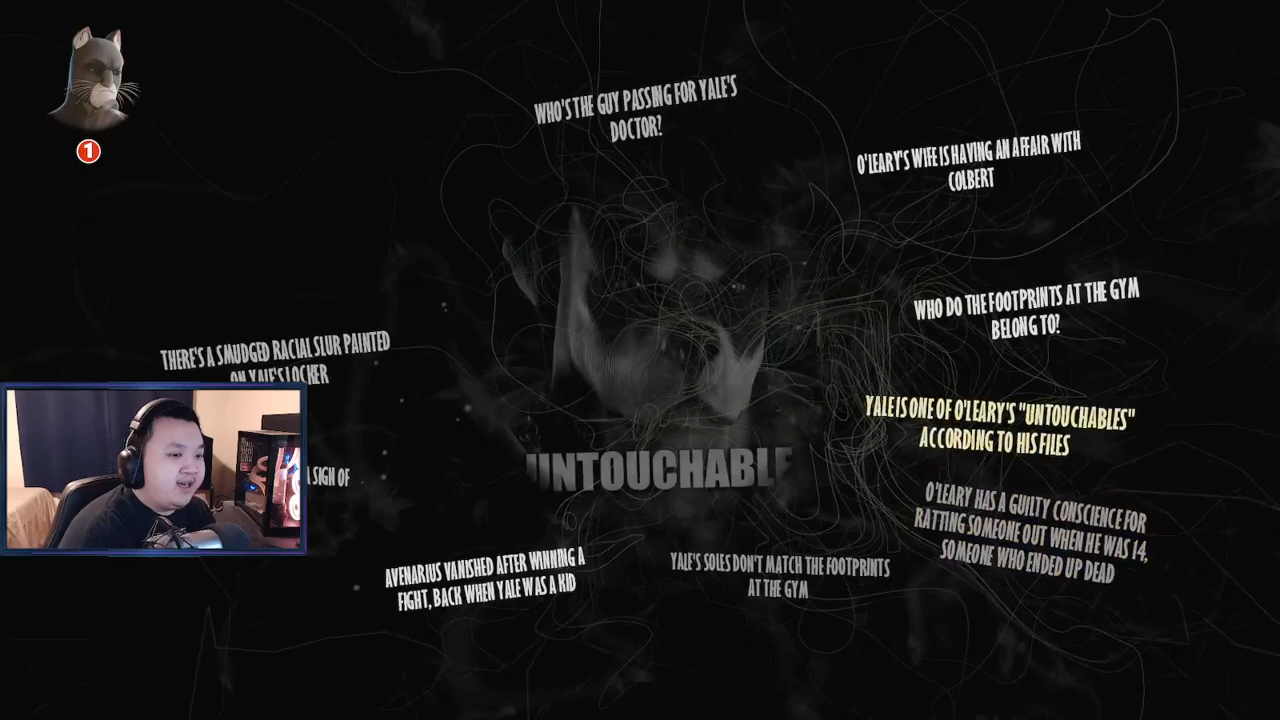 1
WHO'S THE GUY PASSING FOR YALE'S
DOCTOR?
O'LEARY'S WIFE IS HAVING AN AFFAIR WITH
COLBERT
WHO DO THE FOOTPRINTS AT THE GYM
BELONG TO?
THERE'S A SMUDGED RACIAL SLUR PAINTED
ON YALE'S LOCKER
YALE IS ONE OF O'LEARY'S "UNTOUCHABLES"
ACCORDING TO HIS FILES
UNTOUCHABLE
SIGN OF
O'LEARY HAS A GUILTY CONSCIENCE FOR
RATTING SOMEONE OUT WHEN HE WAS 14,
SOMEONE WHO ENDED UP DEAD
AVENARIUS VANISHED AFTER WINNING A
FIGHT, BACK WHEN YALE WAS A KID
YALE'S SOLES DON'T MATCH THE FOOTPRINTS
AT THE GYM